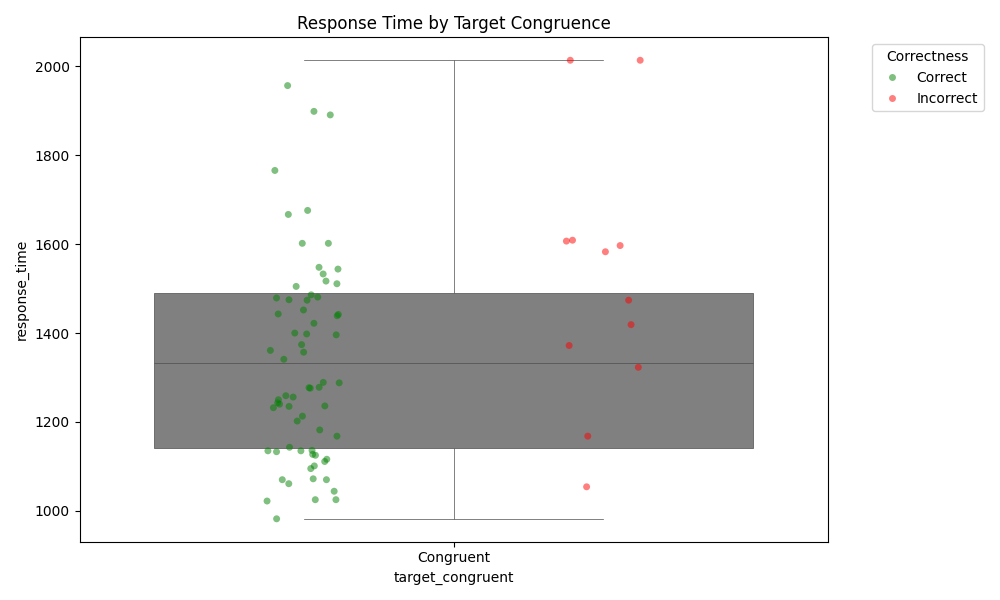 Response Time by Target Congruence
Correctness
Correct
Incorrect
response_time
2000
1800
1600
1400
1200
1000
Congruent
target_congruent